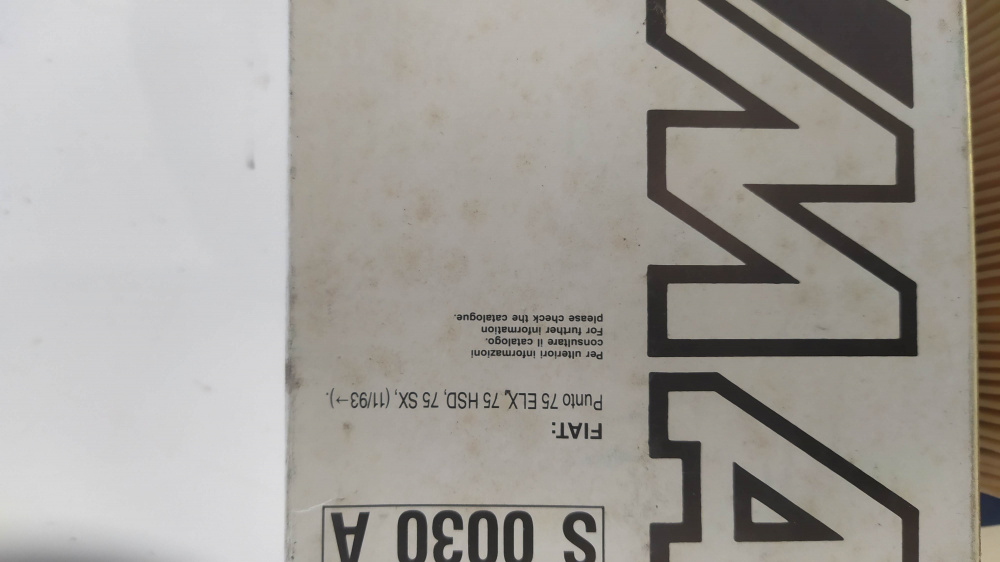 S 0030 A
FIAT:
Punto 75 ELX, 75 HSD, 75 SX, (11/93→).
Per ulteriori informazioni
consultare il catalogo.
For further information
please check the catalogue.